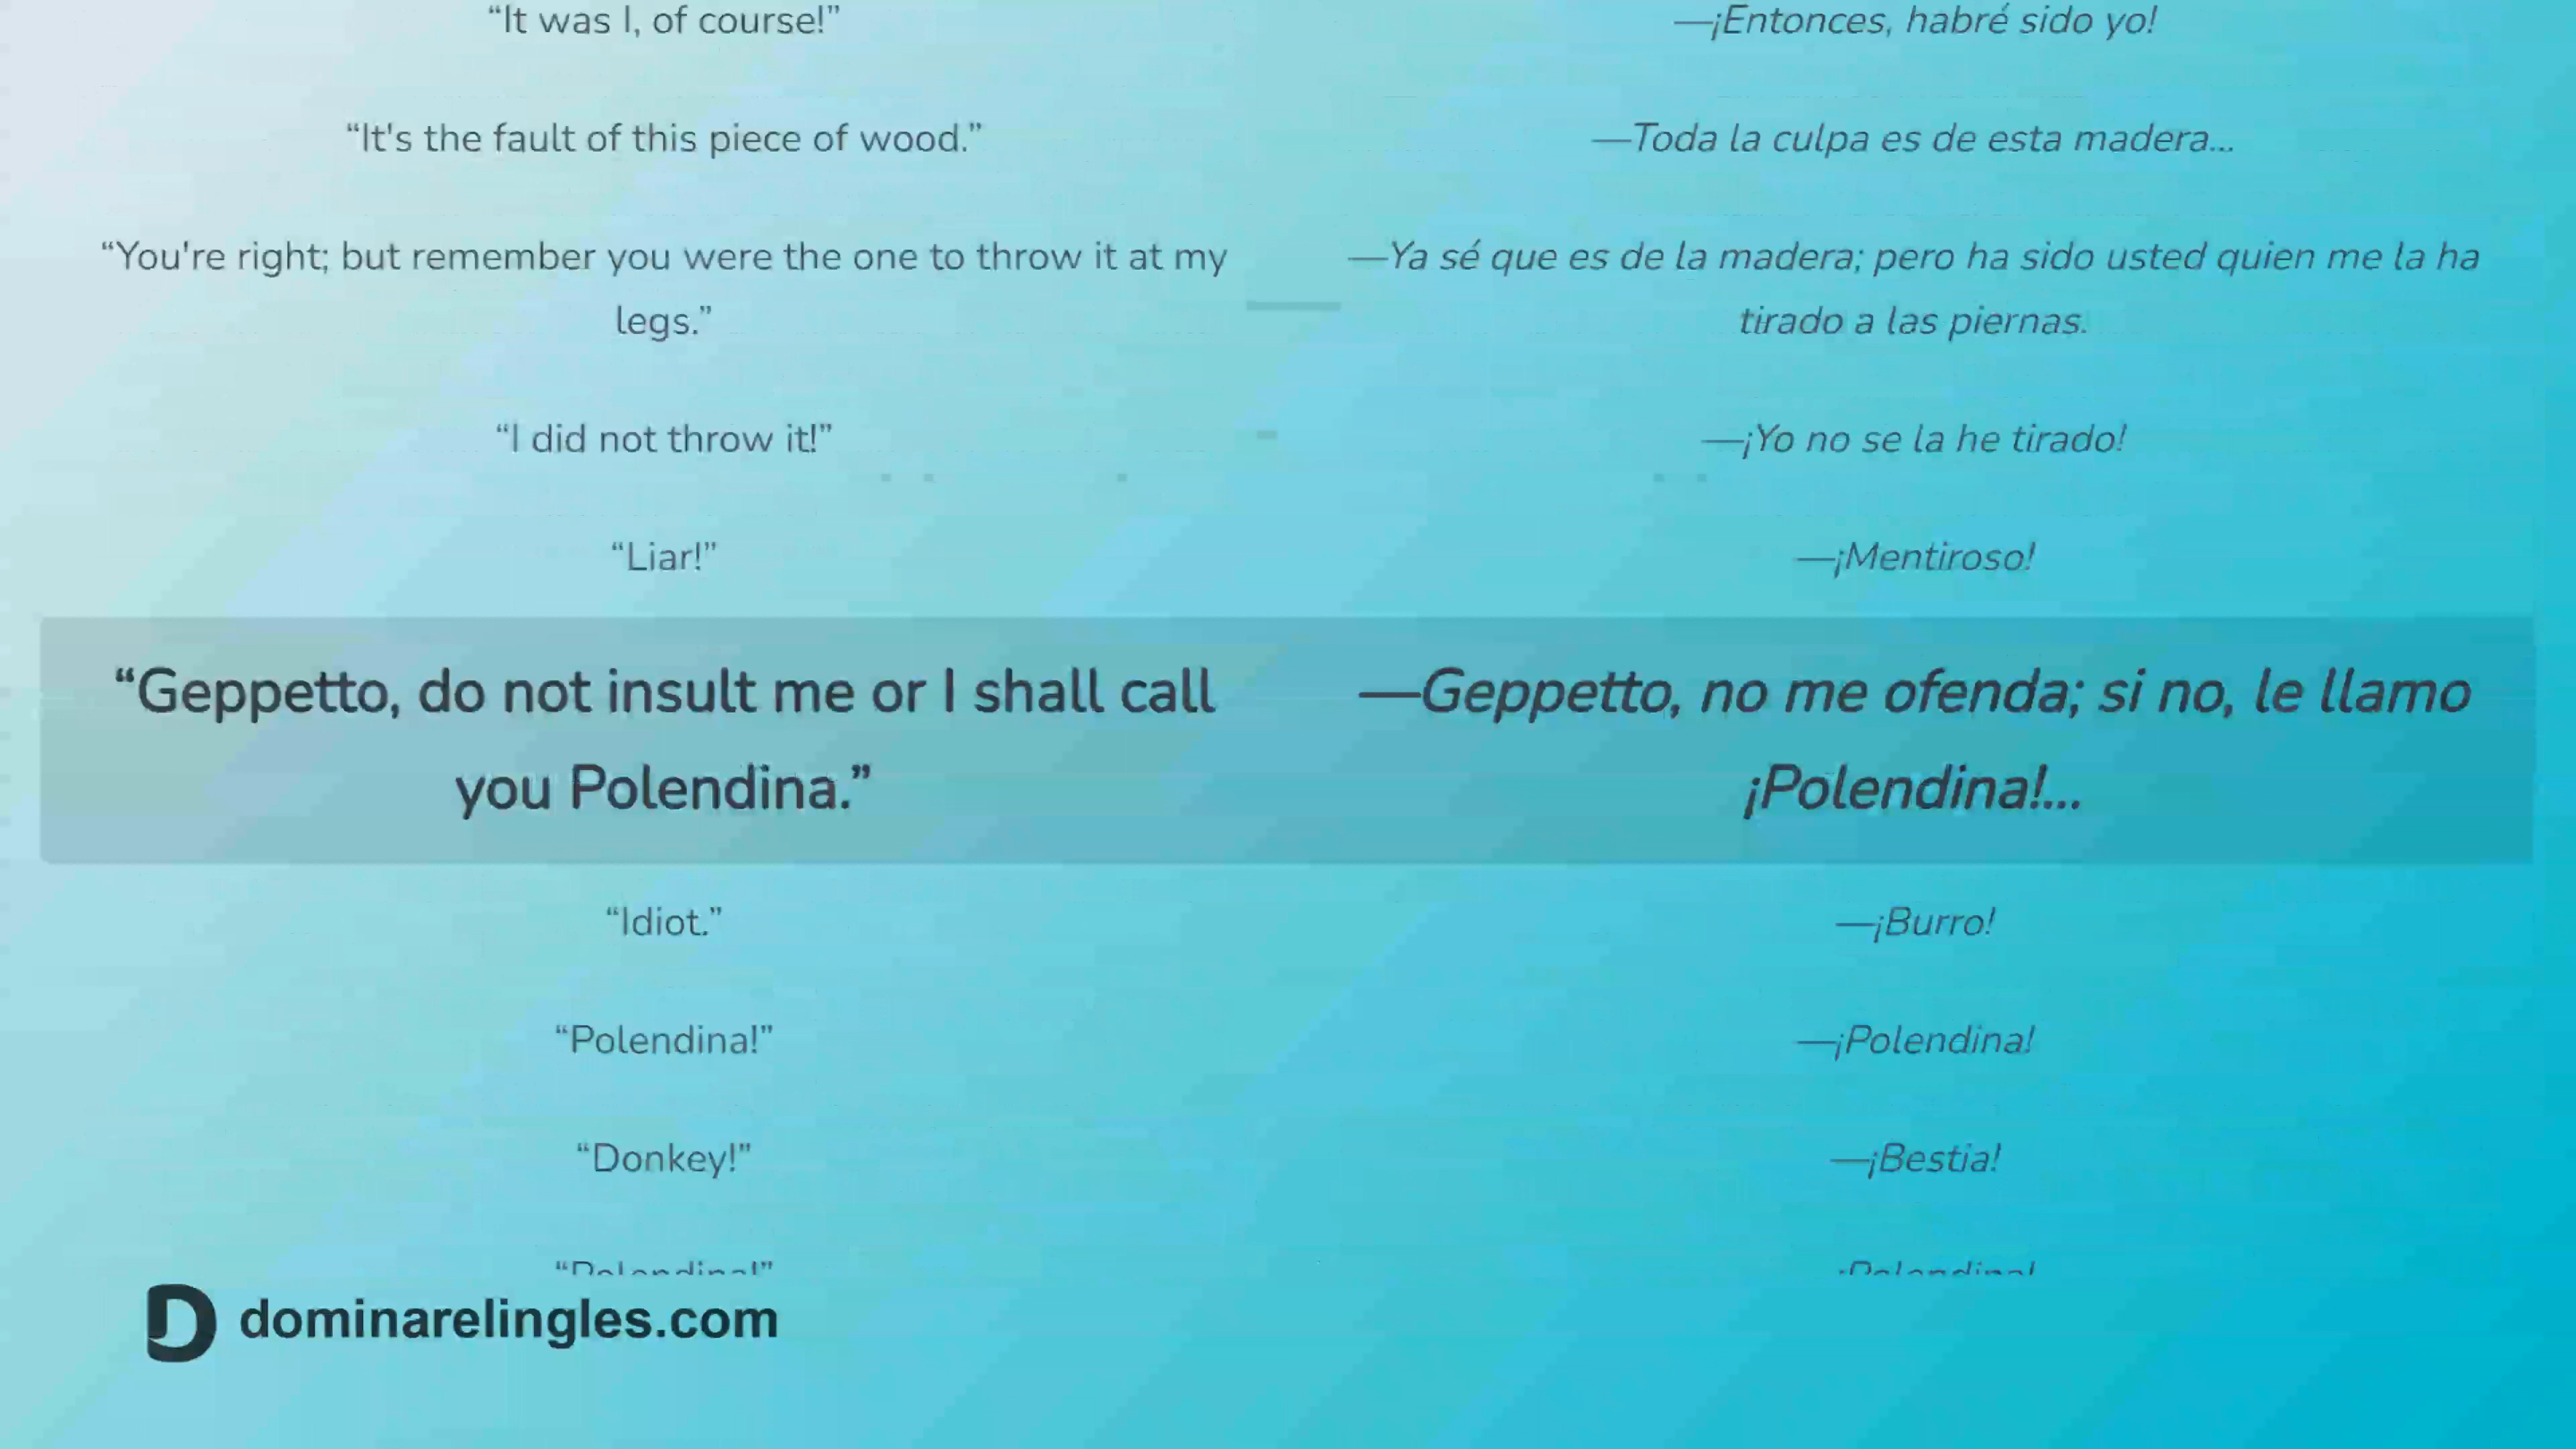 “It was I, of course!”
—¡Entonces, habré sido yo!
“It's the fault of this piece of wood.”
—Toda la culpa es de esta madera...
“You're right; but remember you were the one to throw it at my
legs.”
—Ya sé que es de la madera; pero ha sido usted quien me la ha
tirado a las piernas.
“I did not throw it!”
—¡Yo no se la he tirado!
“Liar!”
—¡Mentiroso!
“Geppetto, do not insult me or I shall call
you Polendina.”
—Geppetto, no me ofenda; si no, le llamo
¡Polendina!...
“Idiot.”
—¡Burro!
“Polendina!”
—¡Polendina!
“Donkey!”
—¡Bestia!
“Polendina!”
¡Polendina!
dominarelingles.com